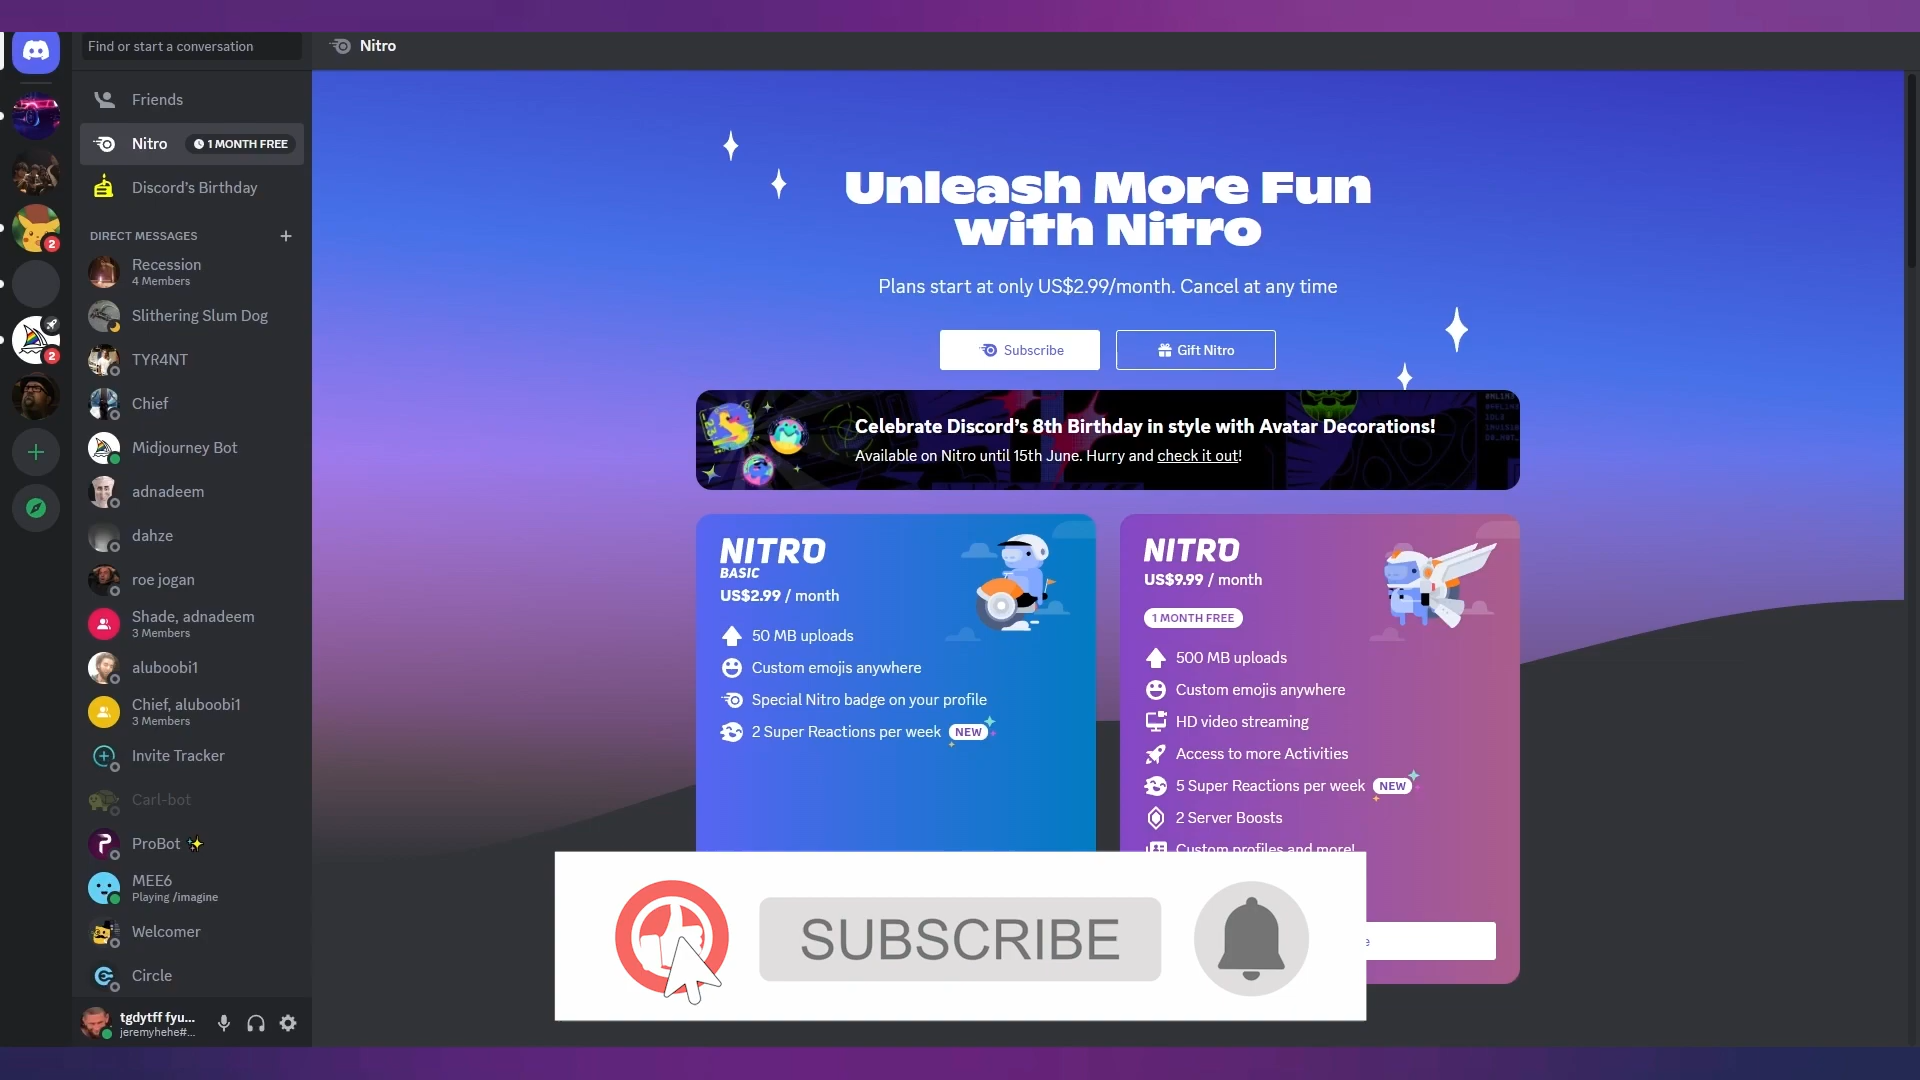 Find or start a conversation
Nitro
Friends
Nitro
1 MONTH FREE
Discord's Birthday
DIRECT MESSAGES
Recession
4 Members
Slithering Slum Dog
TYR4NT
Chief
Midjourney Bot
adnadeem
dahze
roe jogan
Shade, adnadeem
3 Members
aluboobi1
Chief, aluboobi1
3 Members
Invite Tracker
Carl-bot
ProBot ✨
MEE6
Playing /imagine
Welcomer
Circle
tgdytff fyu...
jeremyhehe#...
2
2
Unleash More Fun
with Nitro
Plans start at only US$2.99/month. Cancel at any time
Subscribe
Gift Nitro
Celebrate Discord's 8th Birthday in style with Avatar Decorations!
Available on Nitro until 15th June. Hurry and check it out!
NITRO
BASIC
US$2.99 / month
50 MB uploads
Custom emojis anywhere
Special Nitro badge on your profile
2 Super Reactions per week NEW
NITRO
US$9.99 / month
1 MONTH FREE
500 MB uploads
Custom emojis anywhere
HD video streaming
Access to more Activities
5 Super Reactions per week NEW
2 Server Boosts
Custom profiles and more!
SUBSCRIBE